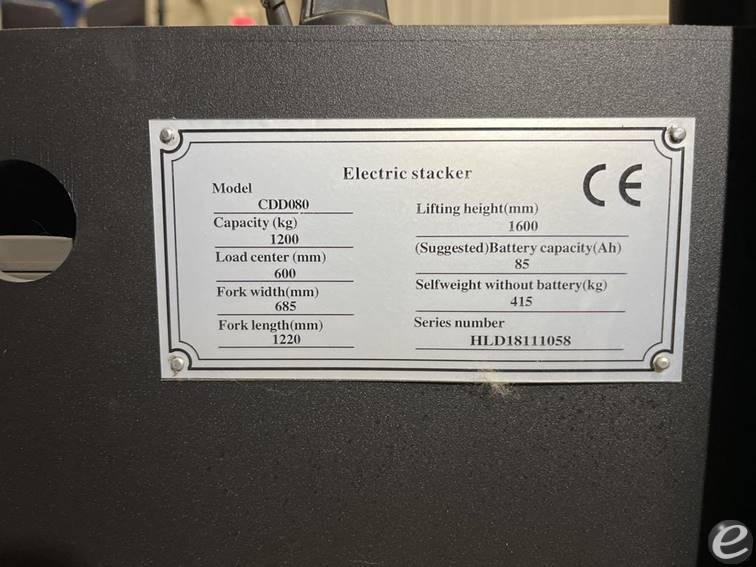 Electric stacker
CE
Model
CDD080
Capacity (kg)
1200
Load center (mm)
600
Fork width(mm)
685
Fork length(mm)
1220
Lifting height(mm)
1600
(Suggested)Battery capacity(Ah)
85
Selfweight without battery(kg)
415
Series number
HLD18111058
e